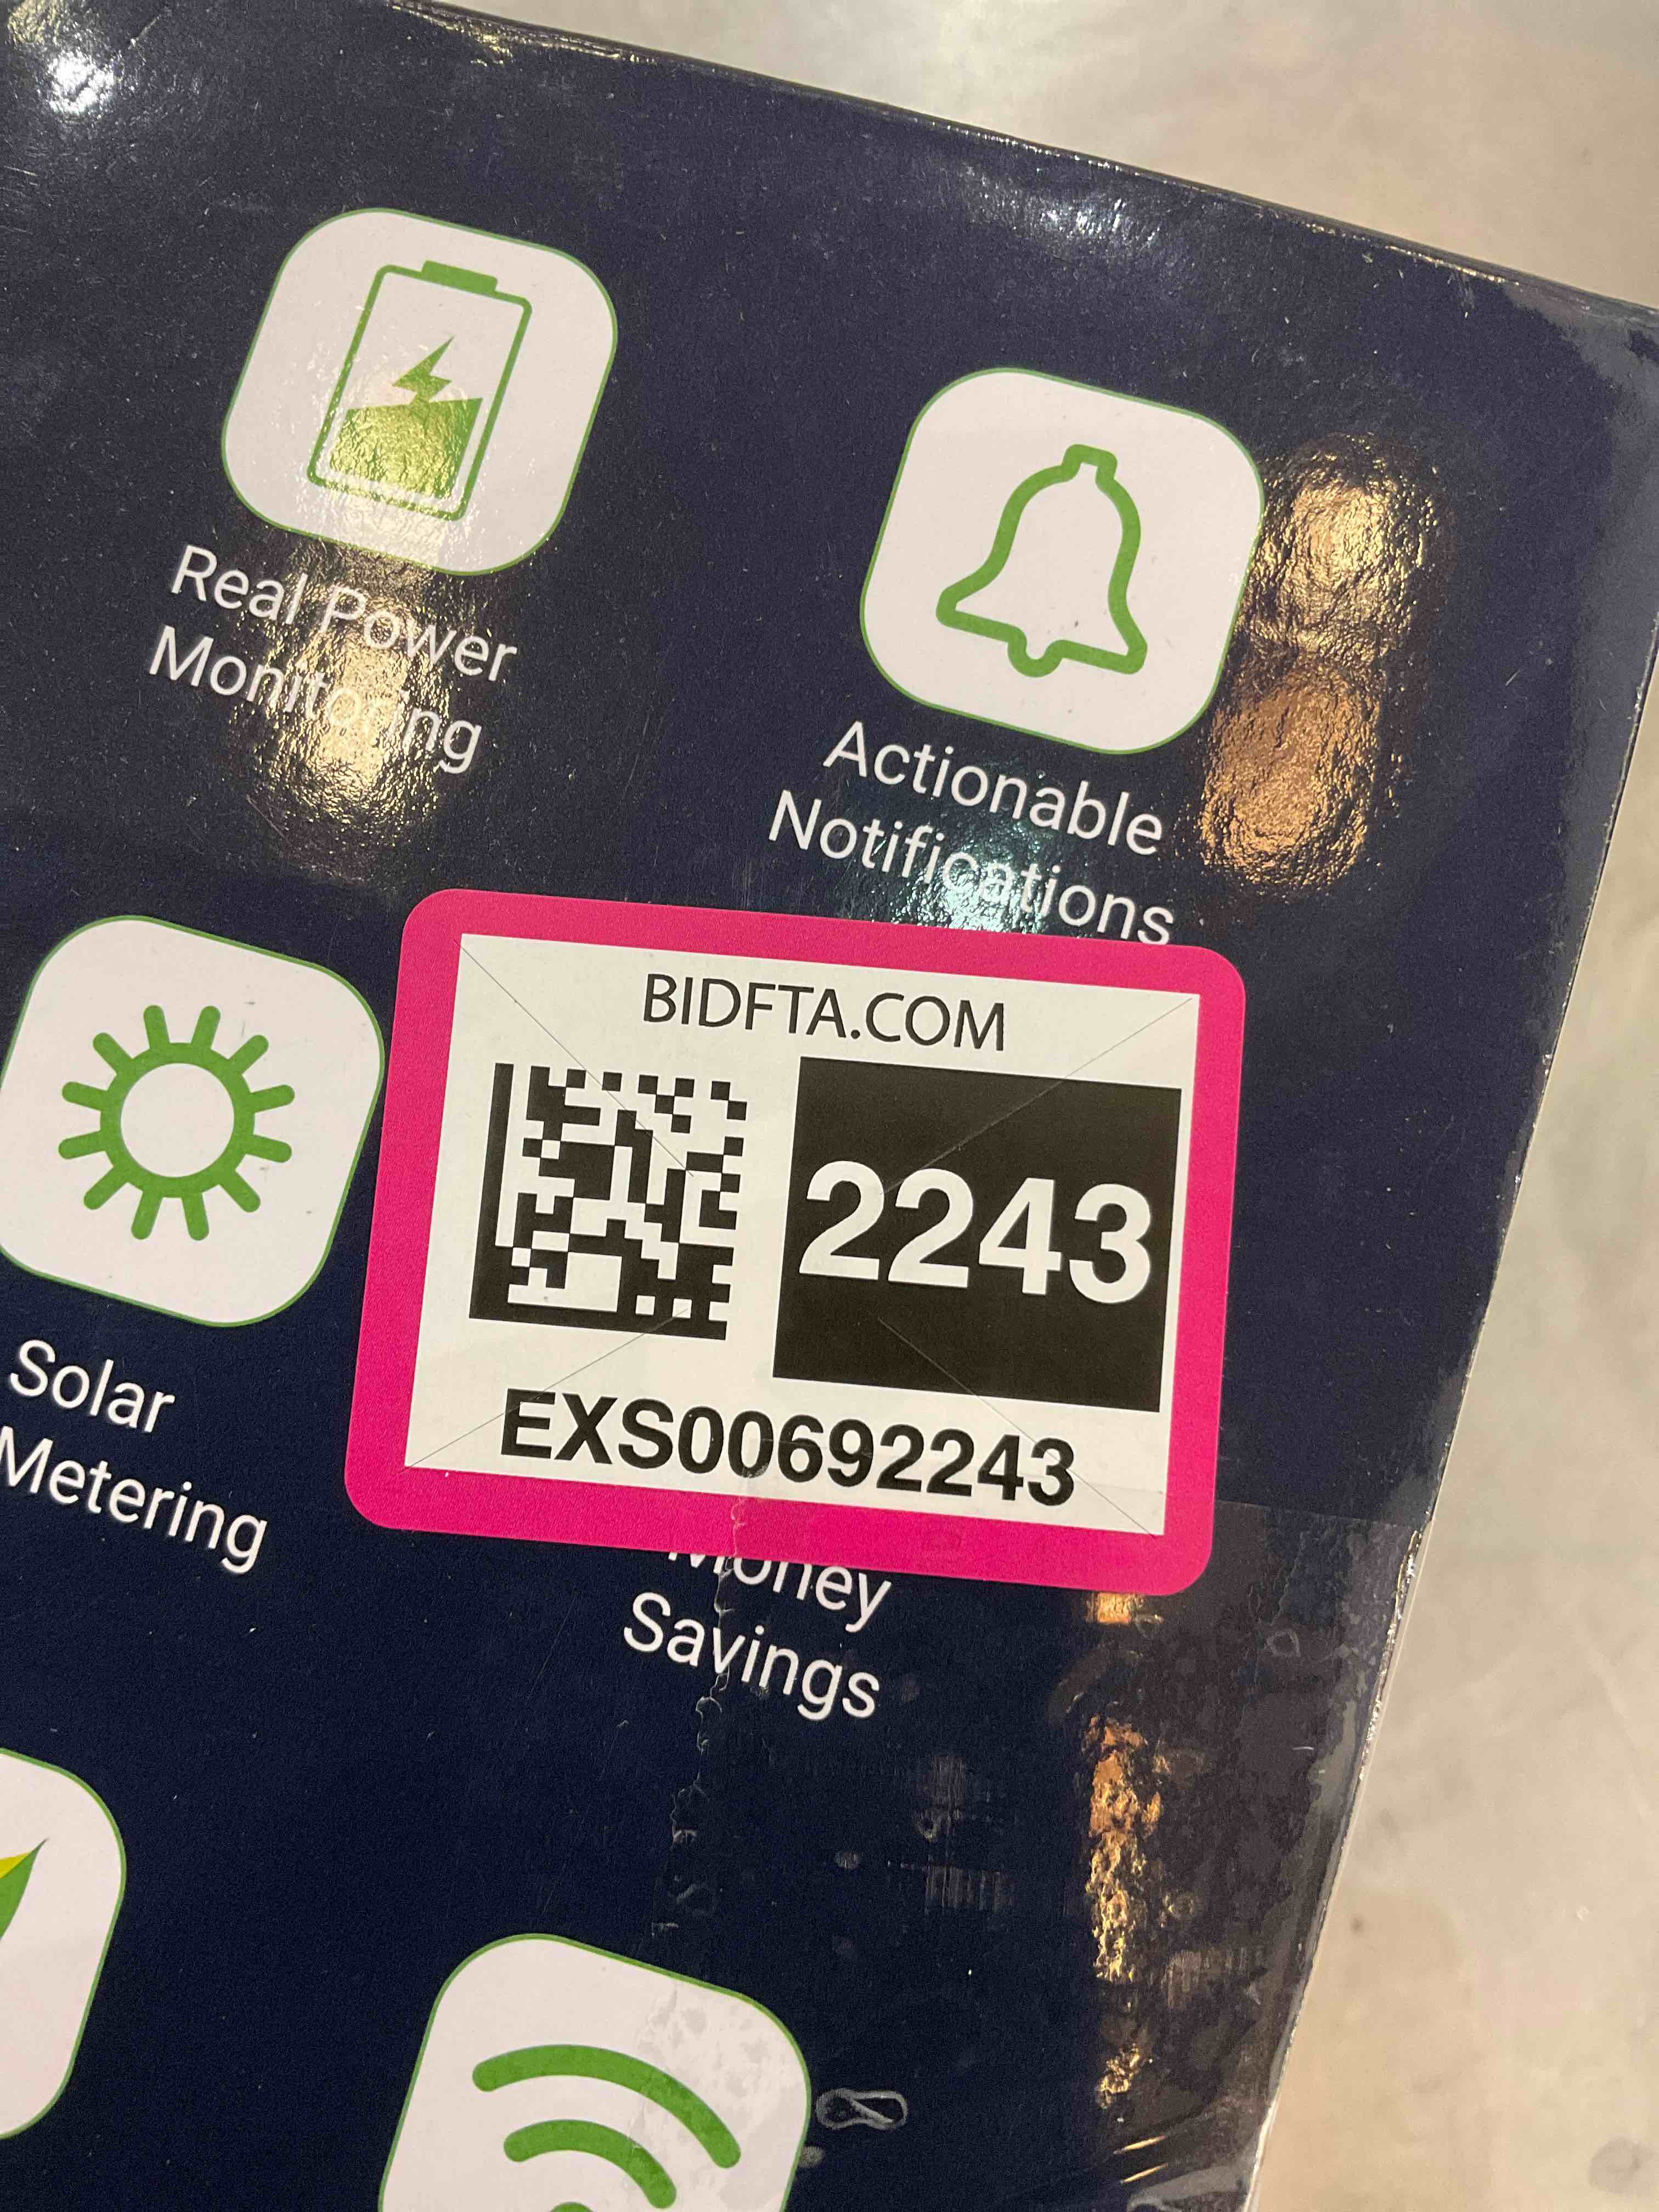 Real Power
Monitoring
Actionable
Notifications
BIDFTA.COM
2243
EXS00692243
Solar
Metering
Money
Savings